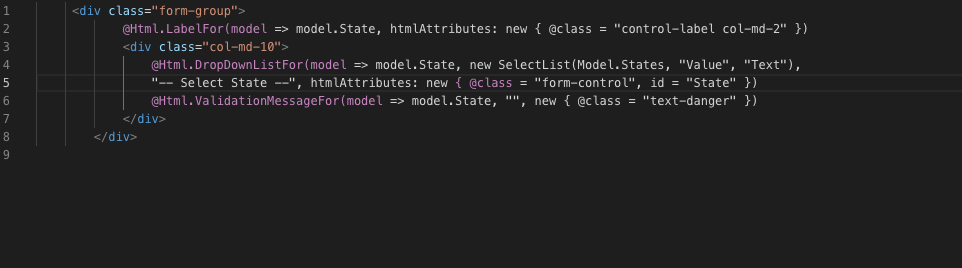 1 <div class="form-group">
2 @Html.LabelFor(model => model.State, htmlAttributes: new { @class = "control-label col-md-2" })
3 <div class="col-md-10">
4 @Html.DropDownListFor(model => model.State, new SelectList(Model.States, "Value", "Text"),
5 "-- Select State --", htmlAttributes: new { @class = "form-control", id = "State" })
6 @Html.ValidationMessageFor(model => model.State, "", new { @class = "text-danger" })
7 </div>
8 </div>
9